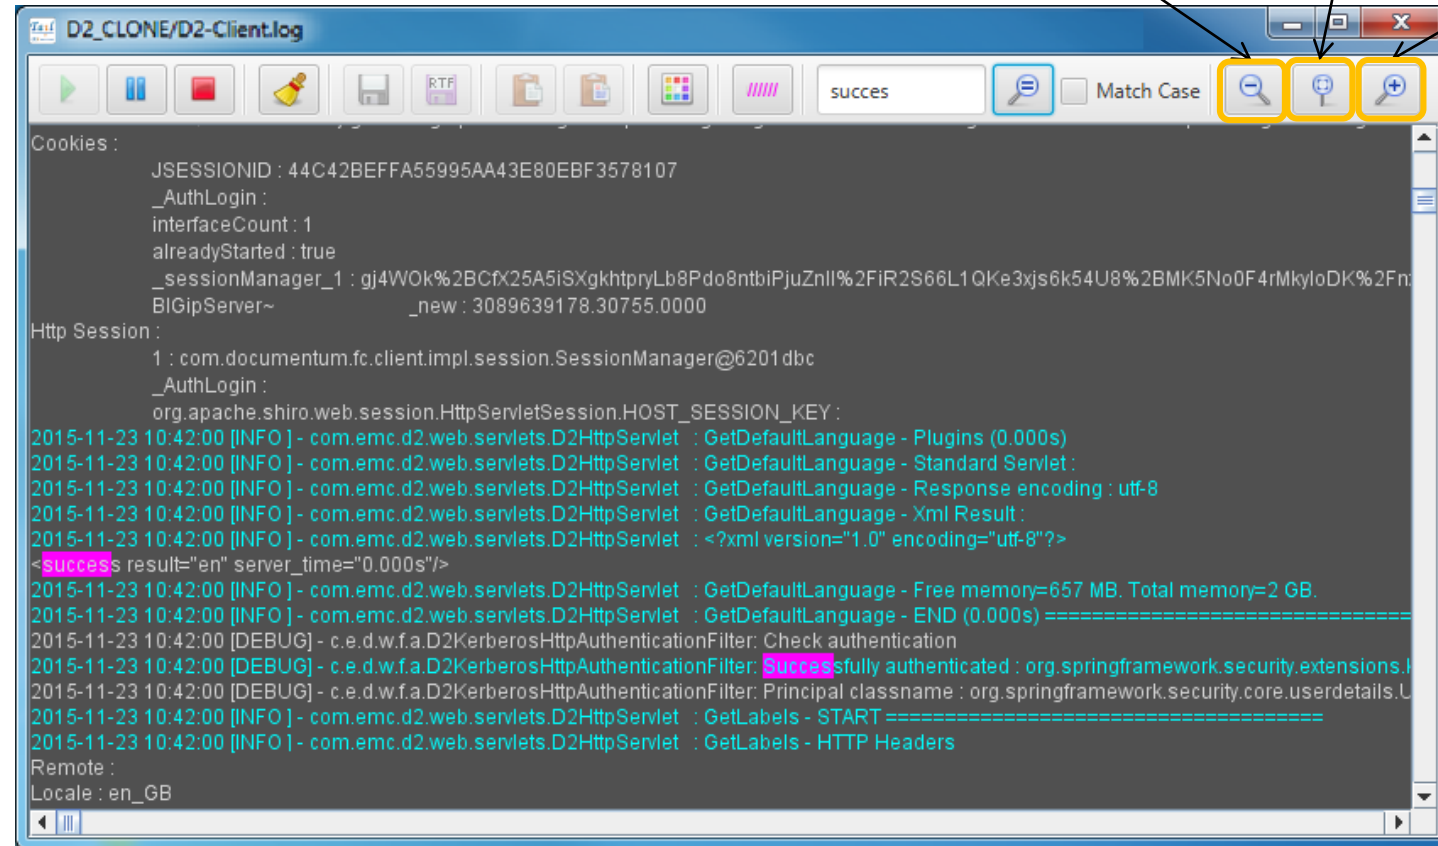 D2_CLONE/D2-Client.log
RTF
succes
Match Case
Cookies :
JSESSIONID : 44C42BEFFA55995AA43E80EBF3578107
_AuthLogin :
interfaceCount : 1
alreadyStarted : true
_sessionManager_1 : gj4WOk%2BCfX25A5iSXgkhtpryLb8Pdo8ntbiPjuZnlI%2FiR2S66L1QKe3xjs6k54U8%2BMK5No0F4rMkyloDK%2Fn
BIGipServer~ _new : 3089639178.30755.0000
Http Session :
1 : com.documentum.fc.client.impl.session.SessionManager@6201dbc
_AuthLogin :
org.apache.shiro.web.session.HttpServletSession.HOST_SESSION_KEY :
2015-11-23 10:42:00 [INFO ] - com.emc.d2.web.servlets.D2HttpServlet : GetDefaultLanguage - Plugins (0.000s)
2015-11-23 10:42:00 [INFO ] - com.emc.d2.web.servlets.D2HttpServlet : GetDefaultLanguage - Standard Servlet :
2015-11-23 10:42:00 [INFO ] - com.emc.d2.web.servlets.D2HttpServlet : GetDefaultLanguage - Response encoding : utf-8
2015-11-23 10:42:00 [INFO ] - com.emc.d2.web.servlets.D2HttpServlet : GetDefaultLanguage - Xml Result :
2015-11-23 10:42:00 [INFO ] - com.emc.d2.web.servlets.D2HttpServlet : <?xml version="1.0" encoding="utf-8"?>
<success result="en" server_time="0.000s"/>
2015-11-23 10:42:00 [INFO ] - com.emc.d2.web.servlets.D2HttpServlet : GetDefaultLanguage - Free memory=657 MB. Total memory=2 GB.
2015-11-23 10:42:00 [INFO ] - com.emc.d2.web.servlets.D2HttpServlet : GetDefaultLanguage - END (0.000s) ===============================
2015-11-23 10:42:00 [DEBUG] - c.e.d.w.f.a.D2KerberosHttpAuthenticationFilter: Check authentication
2015-11-23 10:42:00 [DEBUG] - c.e.d.w.f.a.D2KerberosHttpAuthenticationFilter: Successfully authenticated : org.springframework.security.extensions.
2015-11-23 10:42:00 [DEBUG] - c.e.d.w.f.a.D2KerberosHttpAuthenticationFilter: Principal classname : org.springframework.security.core.userdetails.U
2015-11-23 10:42:00 [INFO ] - com.emc.d2.web.servlets.D2HttpServlet : GetLabels - START =====================================
2015-11-23 10:42:00 [INFO ] - com.emc.d2.web.servlets.D2HttpServlet : GetLabels - HTTP Headers
Remote :
Locale : en_GB